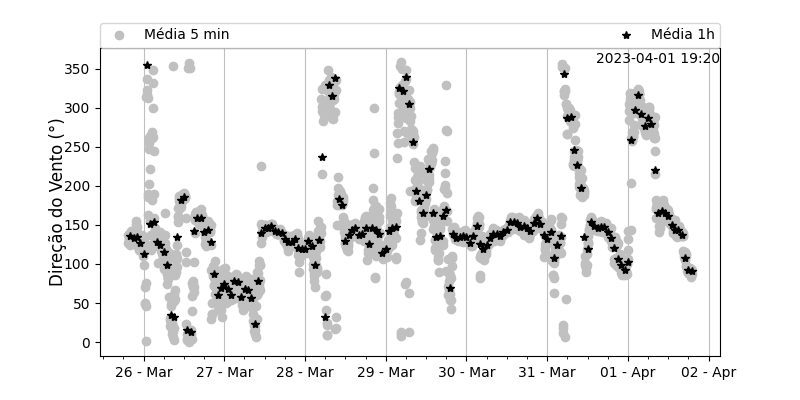 Média 5 min
Média 1h
2023-04-01 19:20
Direção do Vento (°)
350
300
250
200
150
100
50
0
26 - Mar
27 - Mar
28 - Mar
29 - Mar
30 - Mar
31 - Mar
01 - Apr
02 - Apr